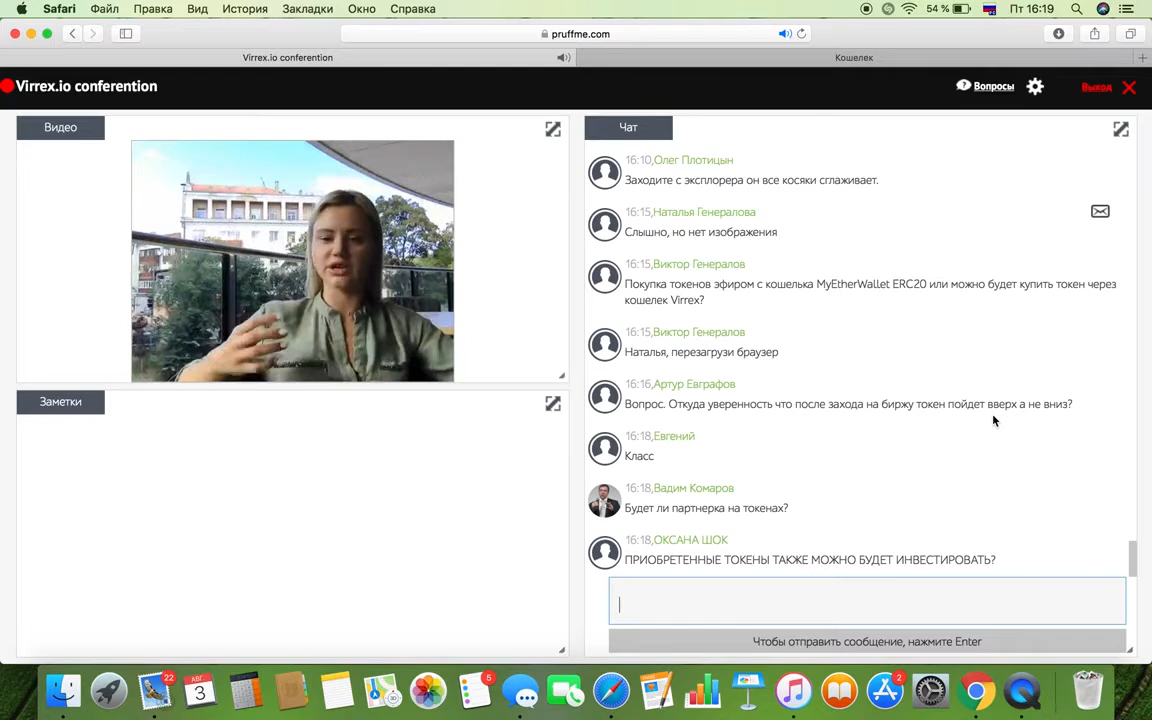 Safari Файл Правка Вид История Закладки Окно Справка 54 % Пт 16:19
pruffme.com
Virrex.io conferention Кошелек
Virrex.io conferention Вопросы Выход
Видео
Чат
16:10,Олег Плотицын
Заходите с эксплорера он все косяки сглаживает.
16:15,Наталья Генералова
Слышно, но нет изображения
16:15,Виктор Генералов
Покупка токенов эфиром с кошелька MyEtherWallet ERC20 или можно будет купить токен через
кошелек Virrex?
16:15,Виктор Генералов
Наталья, перезагрузи браузер
16:16,Артур Евграфов
Вопрос. Откуда уверенность что после захода на биржу токен пойдет вверх а не вниз?
16:18,Евгений
Класс
16:18,Вадим Комаров
Будет ли партнерка на токенах?
16:18,ОКСАНА ШОК
ПРИОБРЕТЕННЫЕ ТОКЕНЫ ТАКЖЕ МОЖНО БУДЕТ ИНВЕСТИРОВАТЬ?
Чтобы отправить сообщение, нажмите Enter
Заметки
22 АВГ 3 5 2